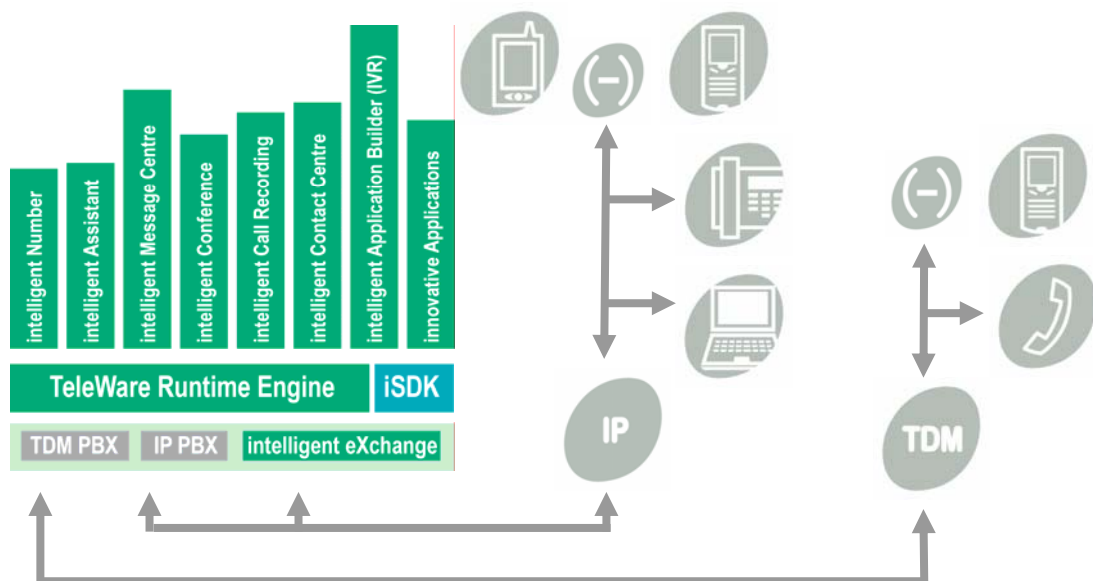 intelligent Number
intelligent Assistant
intelligent Message Centre
intelligent Conference
intelligent Call Recording
intelligent Contact Centre
intelligent Application Builder (IVR)
innovative Applications
TeleWare Runtime Engine
iSDK
TDM PBX
IP PBX
intelligent eXchange
IP
TDM